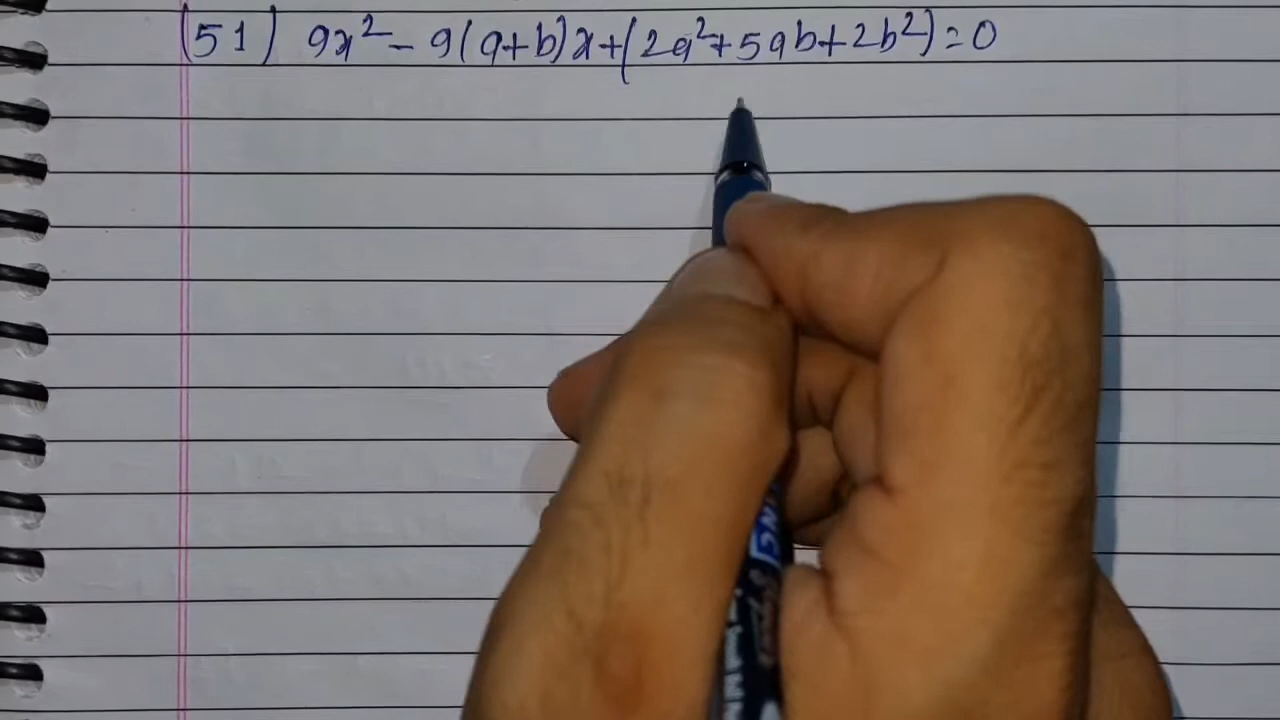 (51) 9x² - 9(a+b)x+(2a²+5ab+2b²)=0